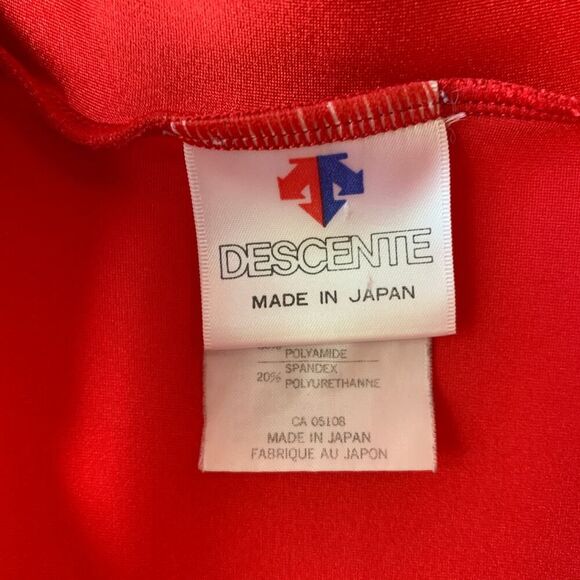 DESCENTE
MADE IN JAPAN
POLYAMIDE
SPANDEX
20% POLYURETHANNE
CA 05108
MADE IN JAPAN
FABRIQUE AU JAPON